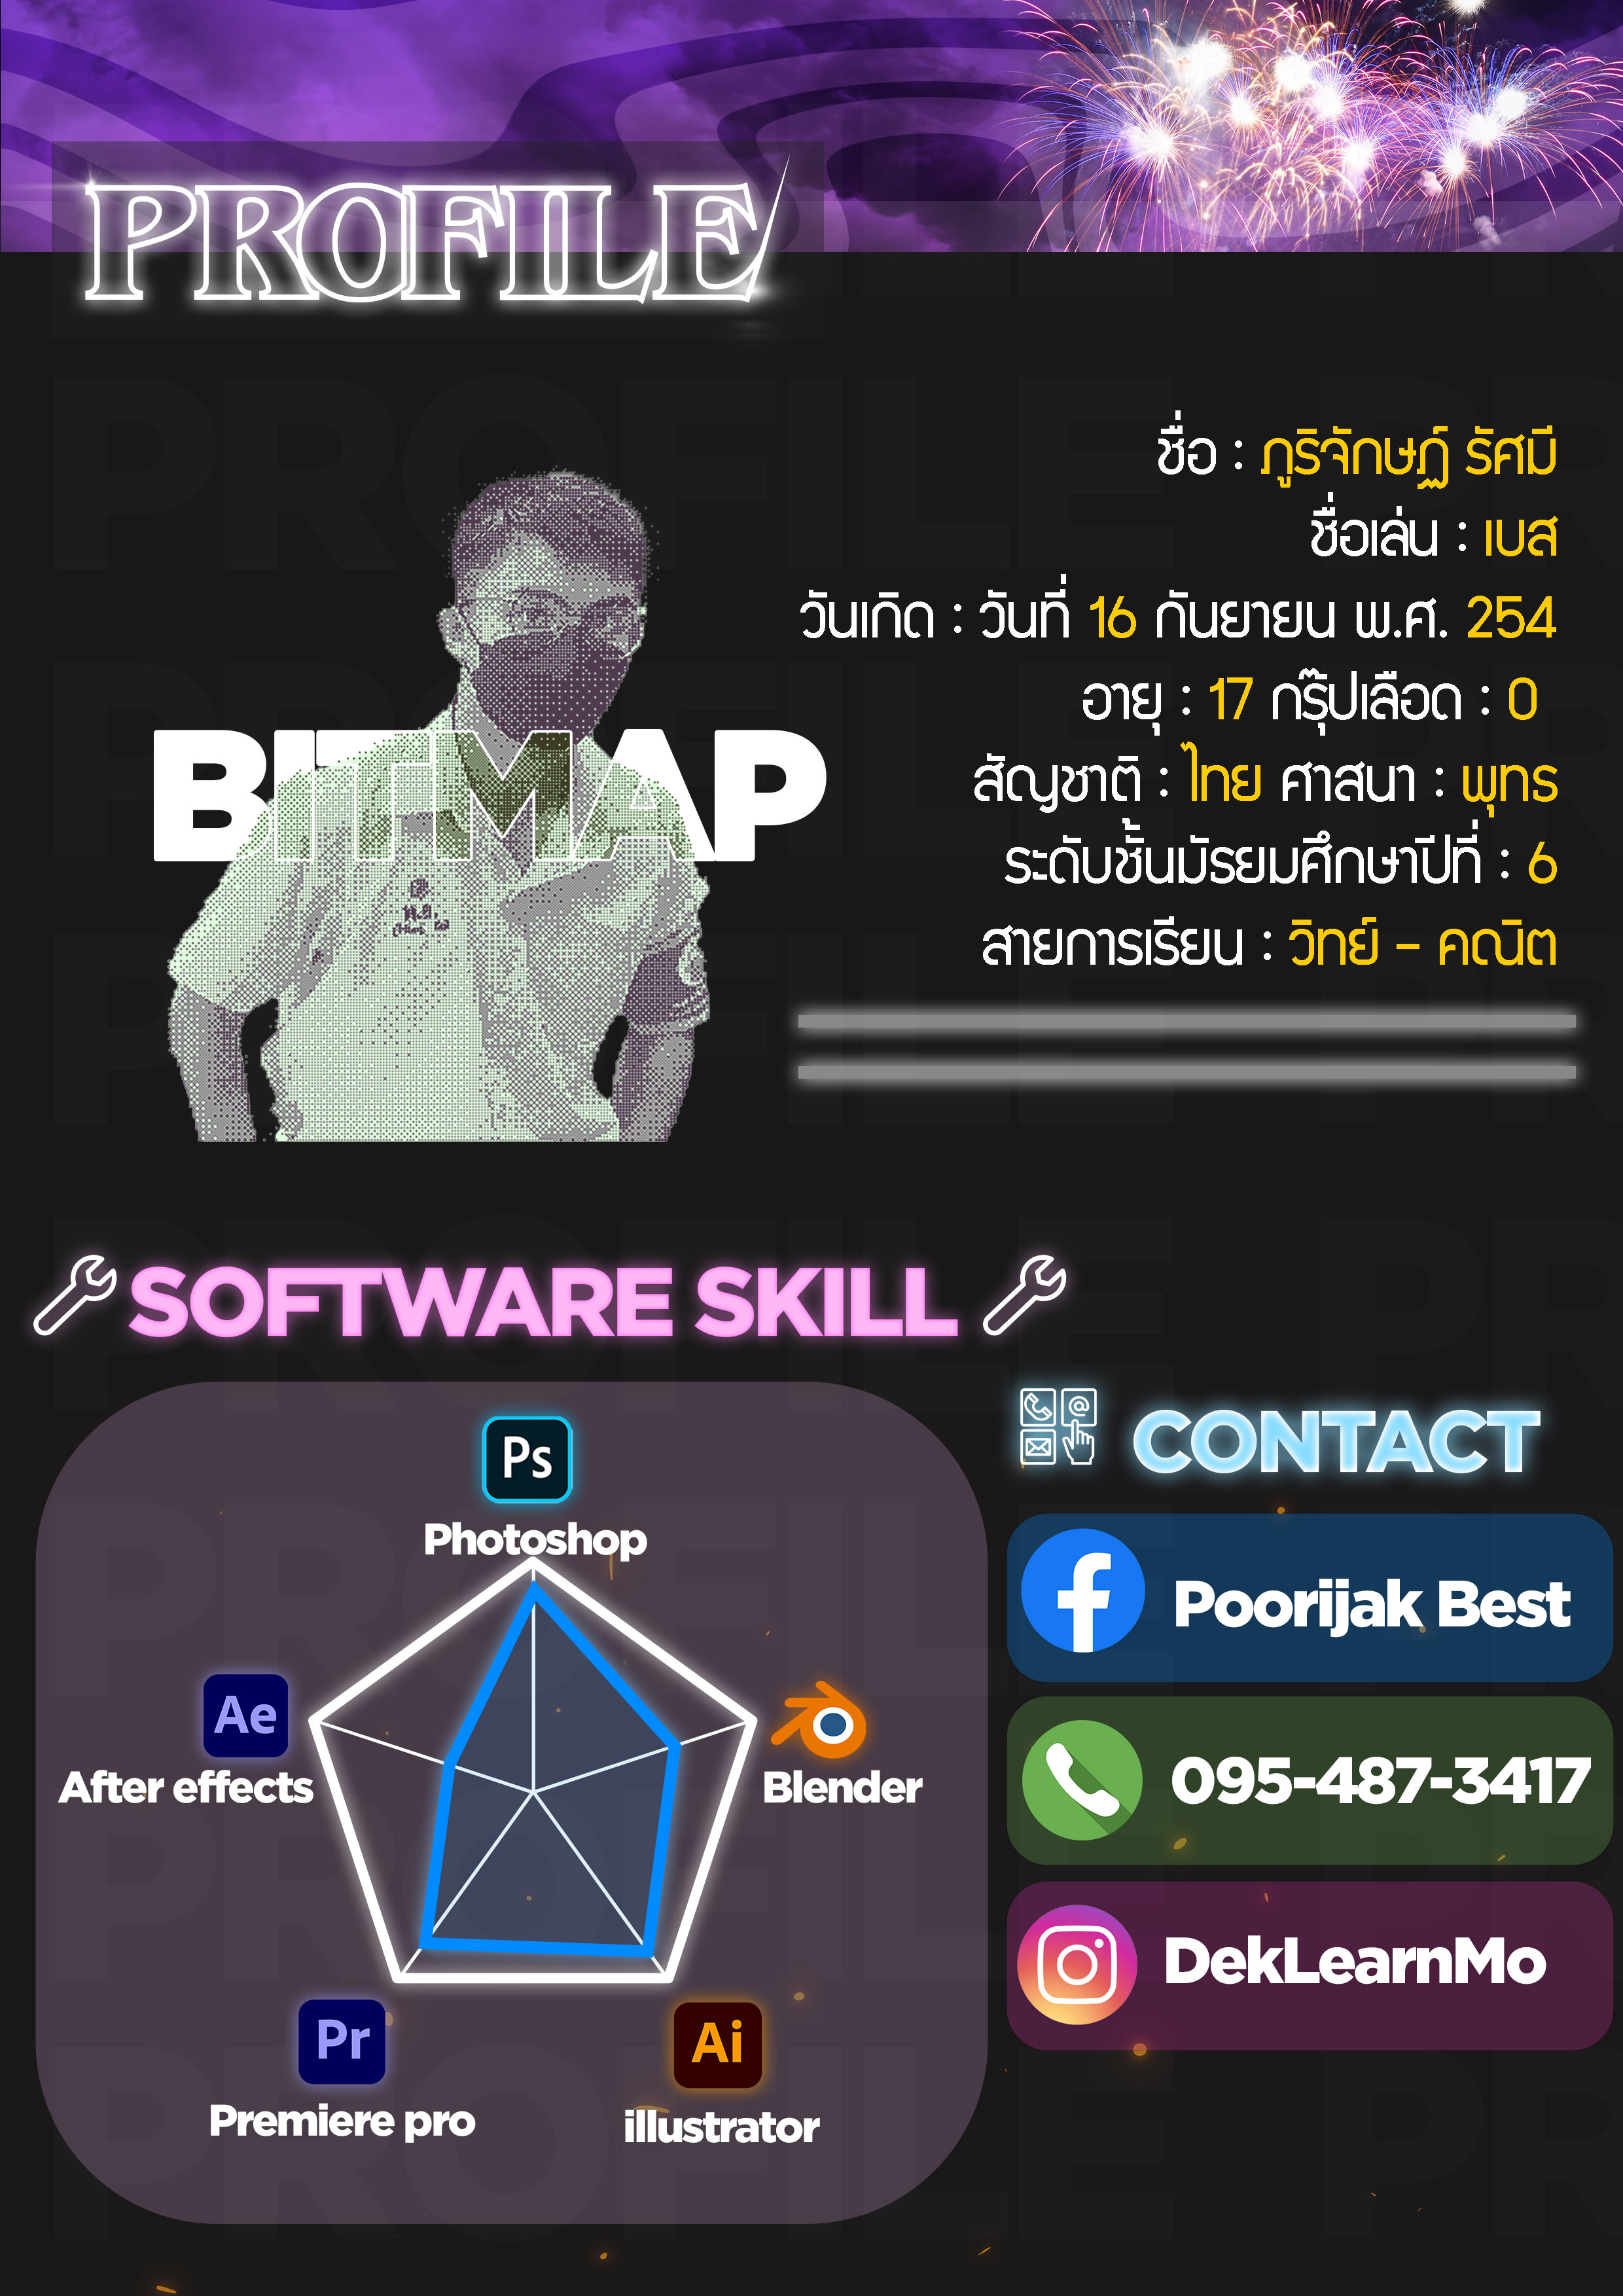 PROFILE
ชื่อ : ภูริจักษฏ์ รัศมี
ชื่อเล่น : เบส
วันเกิด : วันที่ 16 กันยายน พ.ศ. 254
อายุ : 17 กรุ๊ปเลือด : O
สัญชาติ : ไทย ศาสนา : พุทธ
ระดับชั้นมัธยมศึกษาปีที่ : 6
สายการเรียน : วิทย์ - คณิต
BITMAP
SOFTWARE SKILL
Ps
Photoshop
Ae
After effects
Blender
Pr
Premiere pro
Ai
illustrator
CONTACT
Poorijak Best
095-487-3417
DekLearnMo